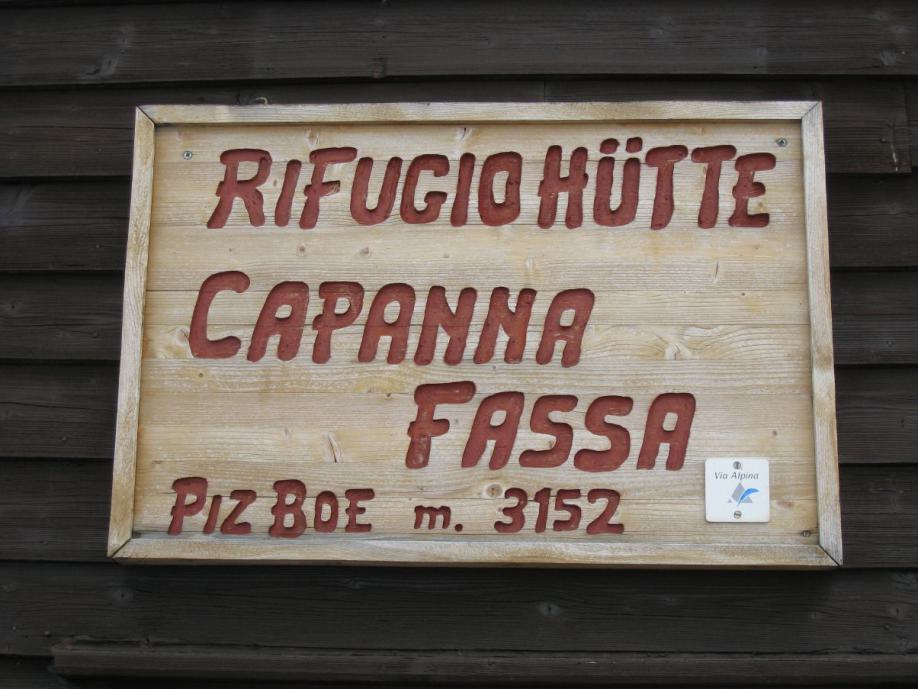 RIFUGIO HÜTTE
CAPANNA
FASSA
PIZ BOE m. 3152
Via Alpina